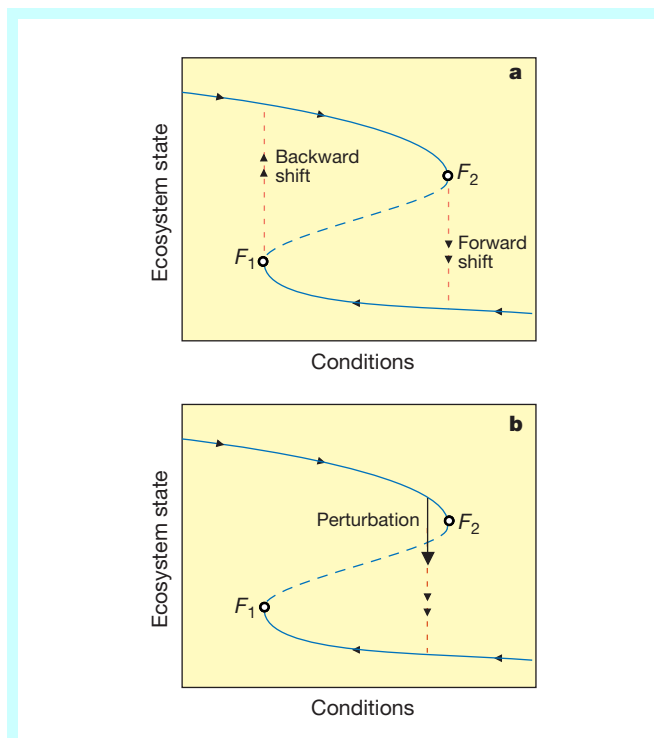 a
Ecosystem state
Backward
shift
F2
F1
Forward
shift
Conditions
b
Ecosystem state
Perturbation
F2
F1
Conditions